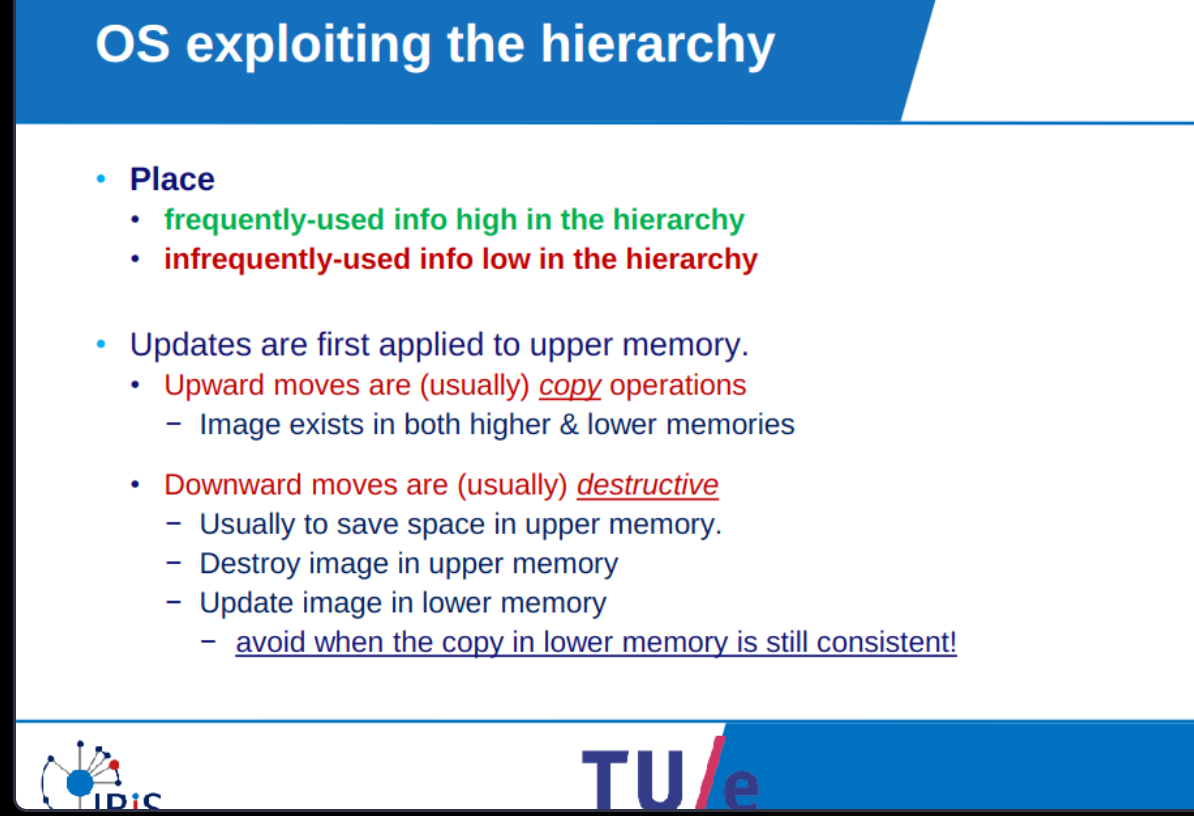 OS exploiting the hierarchy
• Place
• frequently-used info high in the hierarchy
• infrequently-used info low in the hierarchy
• Updates are first applied to upper memory.
• Upward moves are (usually) copy operations
− Image exists in both higher & lower memories
• Downward moves are (usually) destructive
− Usually to save space in upper memory.
− Destroy image in upper memory
− Update image in lower memory
− avoid when the copy in lower memory is still consistent!
IRiS
TU/e